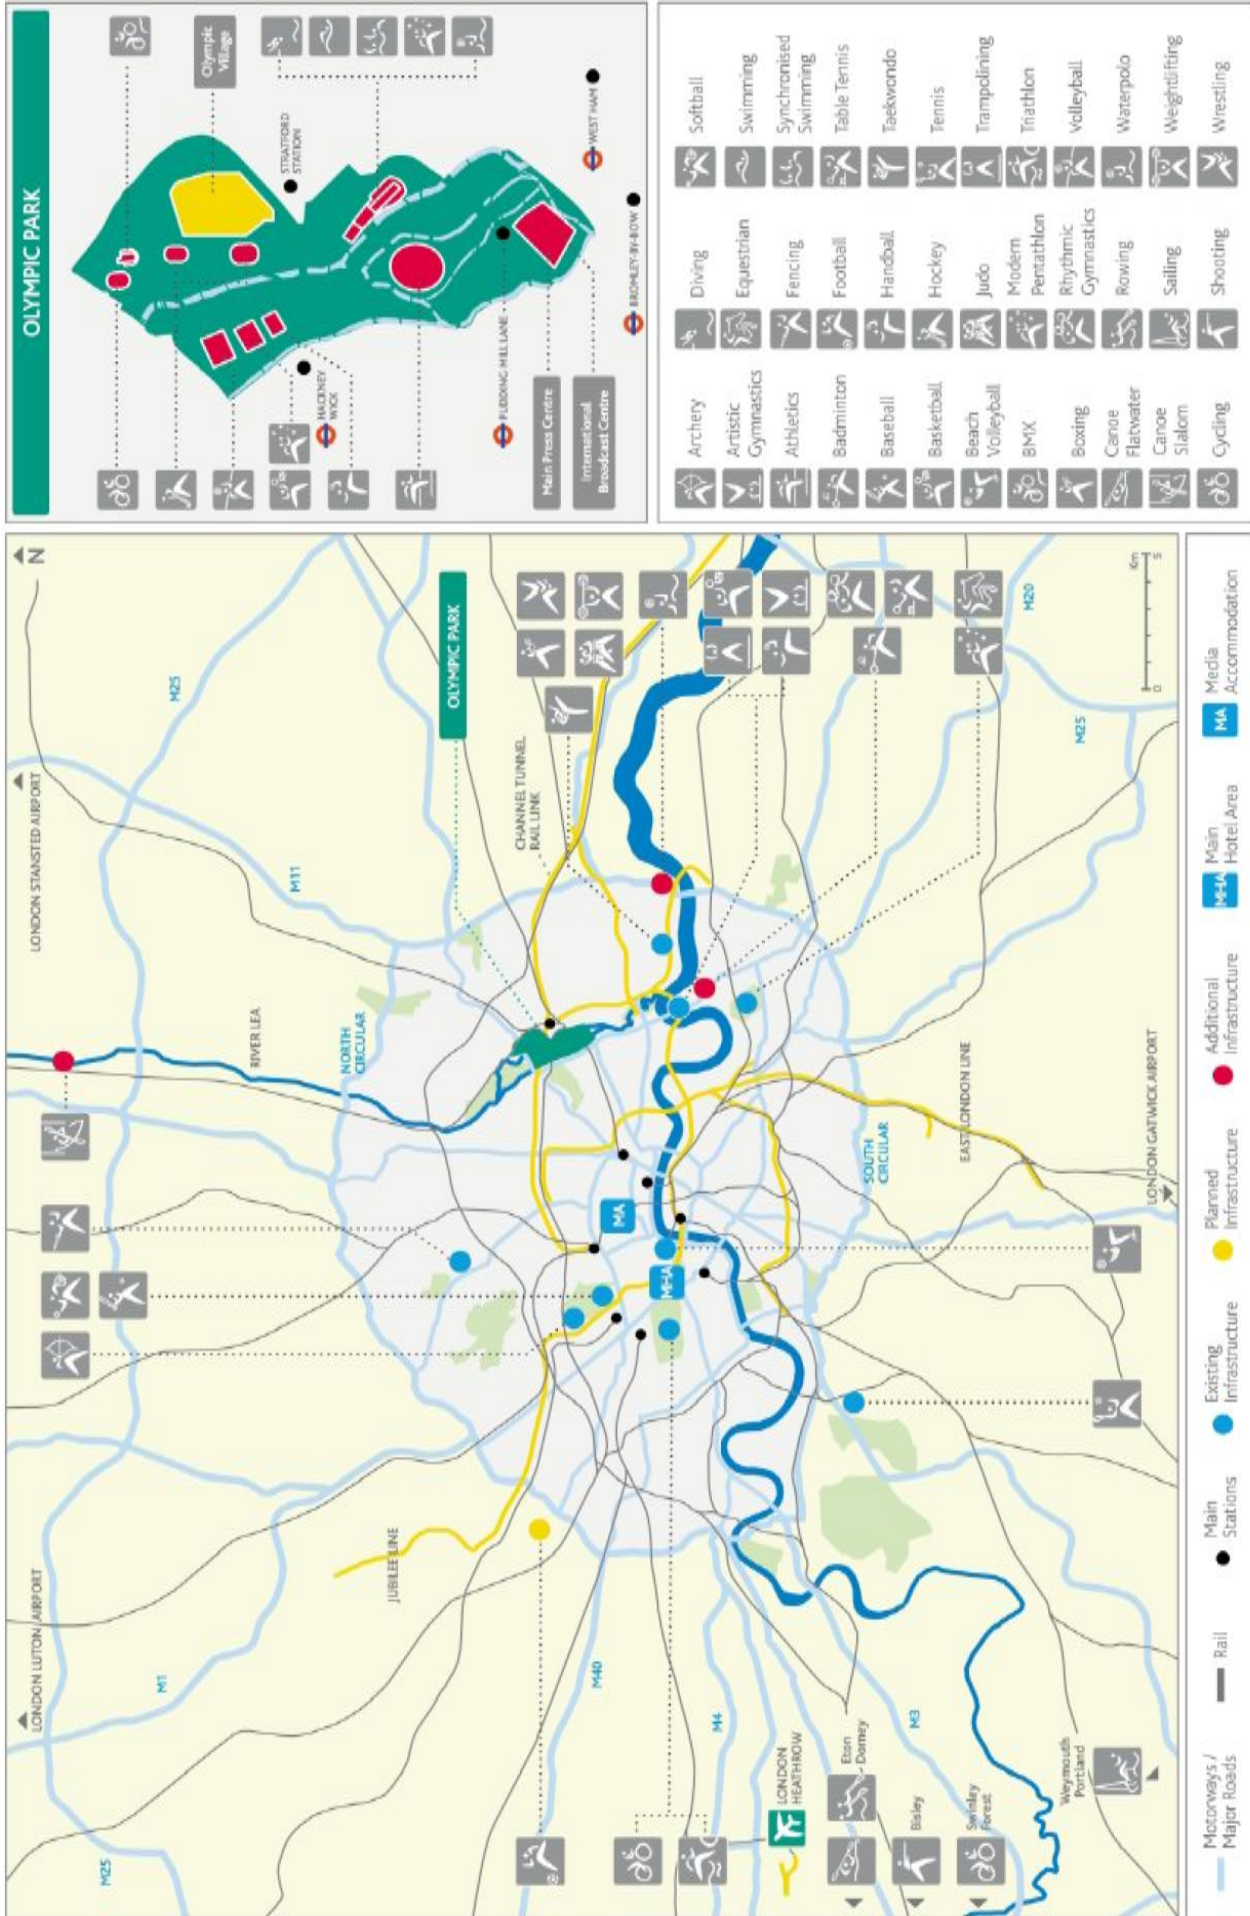 N
LONDON LUTON AIRPORT
LONDON STANSTED AIRPORT
M25
M1
M25
M11
RIVER LEA
NORTH
CIRCULAR
JUBILEE LINE
OLYMPIC PARK
CHANNEL TUNNEL
RAIL LINK
M40
M4
MA
MHA
LONDON
HEATHROW
Eton
Dorney
Bisley
Swinley
Forest
M3
Weymouth
Portland
SOUTH
CIRCULAR
EAST LONDON LINE
LONDON GATWICK AIRPORT
M20
M25
Km
0
5
Motorways /
Major Roads
Rail
Main
Stations
Existing
Infrastructure
Planned
Infrastructure
Additional
Infrastructure
MHA
Main
Hotel Area
MA
Media
Accommodation
OLYMPIC PARK
Olympic
Village
STRATFORD
STATION
HACKNEY
WICK
PUDDING MILL LANE
WEST HAM
BROMLEY-BY-BOW
Main Press Centre
International
Broadcast Centre
Archery
Artistic
Gymnastics
Athletics
Badminton
Baseball
Basketball
Beach
Volleyball
BMX
Boxing
Canoe
Flatwater
Canoe
Slalom
Cycling
Diving
Equestrian
Fencing
Football
Handball
Hockey
Judo
Modern
Pentathlon
Rhythmic
Gymnastics
Rowing
Sailing
Shooting
Softball
Swimming
Synchronised
Swimming
Table Tennis
Taekwondo
Tennis
Trampolining
Triathlon
Volleyball
Waterpolo
Weightlifting
Wrestling